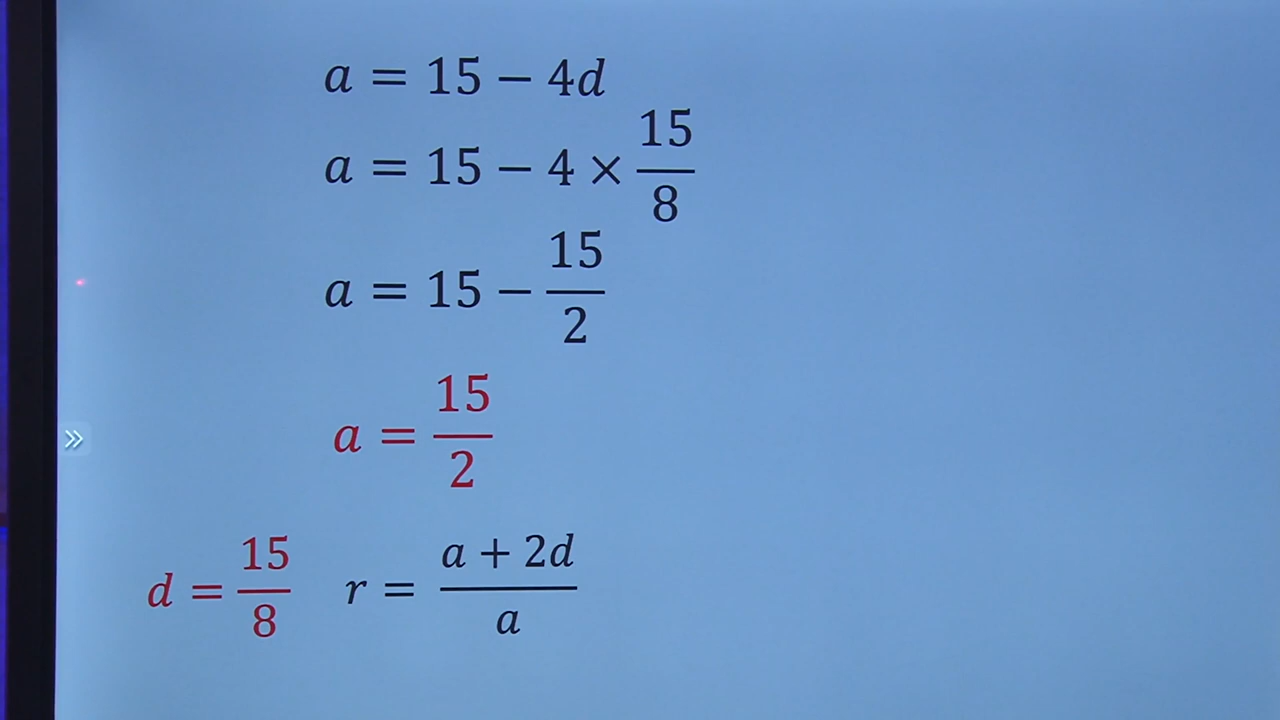 a = 15 − 4d
a = 15 − 4 × 15/8
a = 15 − 15/2
a = 15/2
d = 15/8 r = (a + 2d)/a